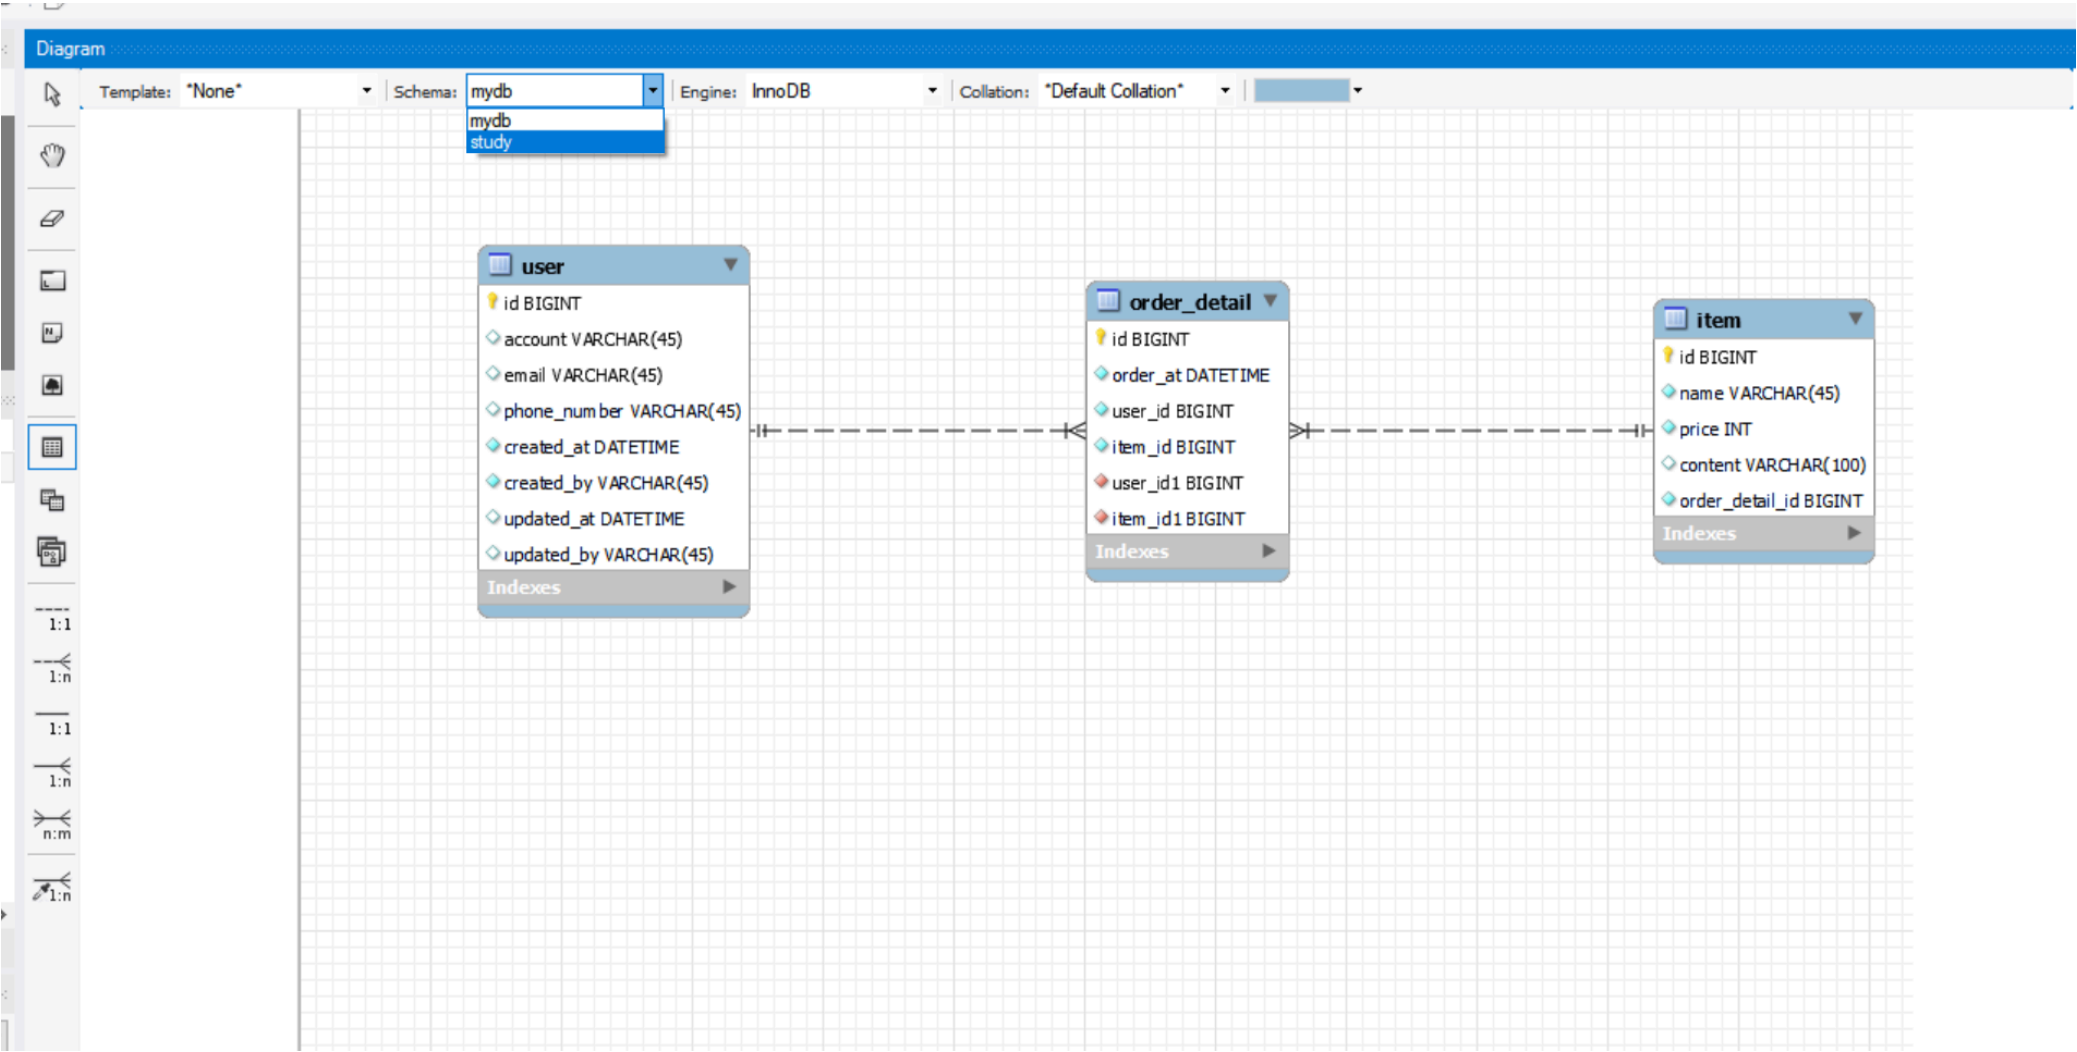 Diagram
Template: *None* Schema: mydb Engine: InnoDB Collation: *Default Collation*
mydb
study
user
id BIGINT
account VARCHAR(45)
email VARCHAR(45)
phone_number VARCHAR(45)
created_at DATETIME
created_by VARCHAR(45)
updated_at DATETIME
updated_by VARCHAR(45)
Indexes
order_detail
id BIGINT
order_at DATETIME
user_id BIGINT
item_id BIGINT
user_id1 BIGINT
item_id1 BIGINT
Indexes
item
id BIGINT
name VARCHAR(45)
price INT
content VARCHAR(100)
order_detail_id BIGINT
Indexes
1:1
1:n
1:1
1:n
n:m
1:n